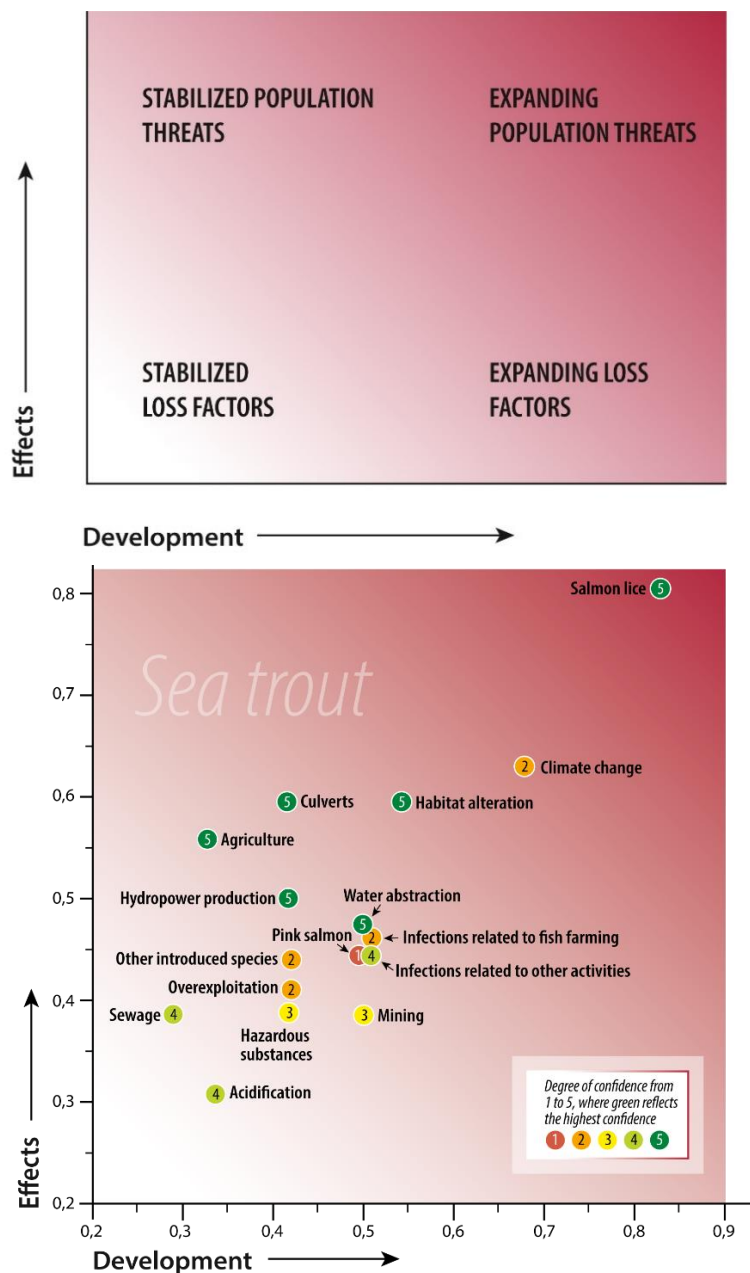 STABILIZED POPULATION
THREATS
EXPANDING
POPULATION THREATS
STABILIZED
LOSS FACTORS
EXPANDING LOSS
FACTORS
Effects
Development
Sea trout
0,8
0,7
0,6
0,5
0,4
0,3
0,2
Salmon lice 5
2 Climate change
5 Culverts
5 Habitat alteration
5 Agriculture
Hydropower production 5
Water abstraction
5
Pink salmon
1
2 Infections related to fish farming
4
Infections related to other activities
Other introduced species 2
Overexploitation 2
Sewage 4
3
Hazardous
substances
3 Mining
4 Acidification
Degree of confidence from
1 to 5, where green reflects
the highest confidence
1 2 3 4 5
Effects
0,2 0,3 0,4 0,5 0,6 0,7 0,8 0,9
Development